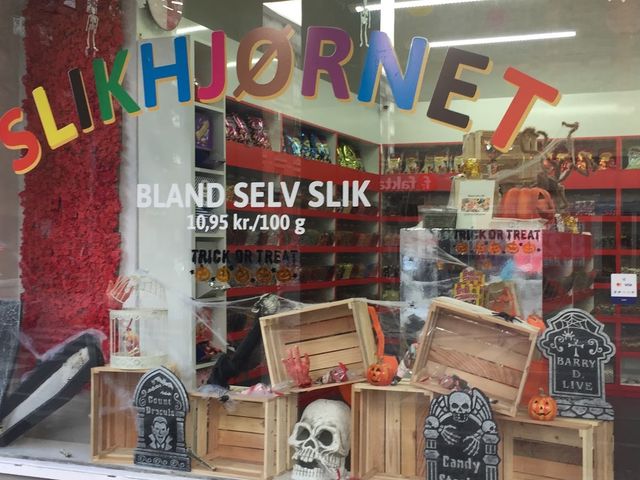 SLIKHJØRNET
BLAND SELV SLIK
10,95 kr./100 g
TRICK OR TREAT
TRICK OR TREAT
fakta
BARRY
D.
LIVE
Count
Dracula
Candy